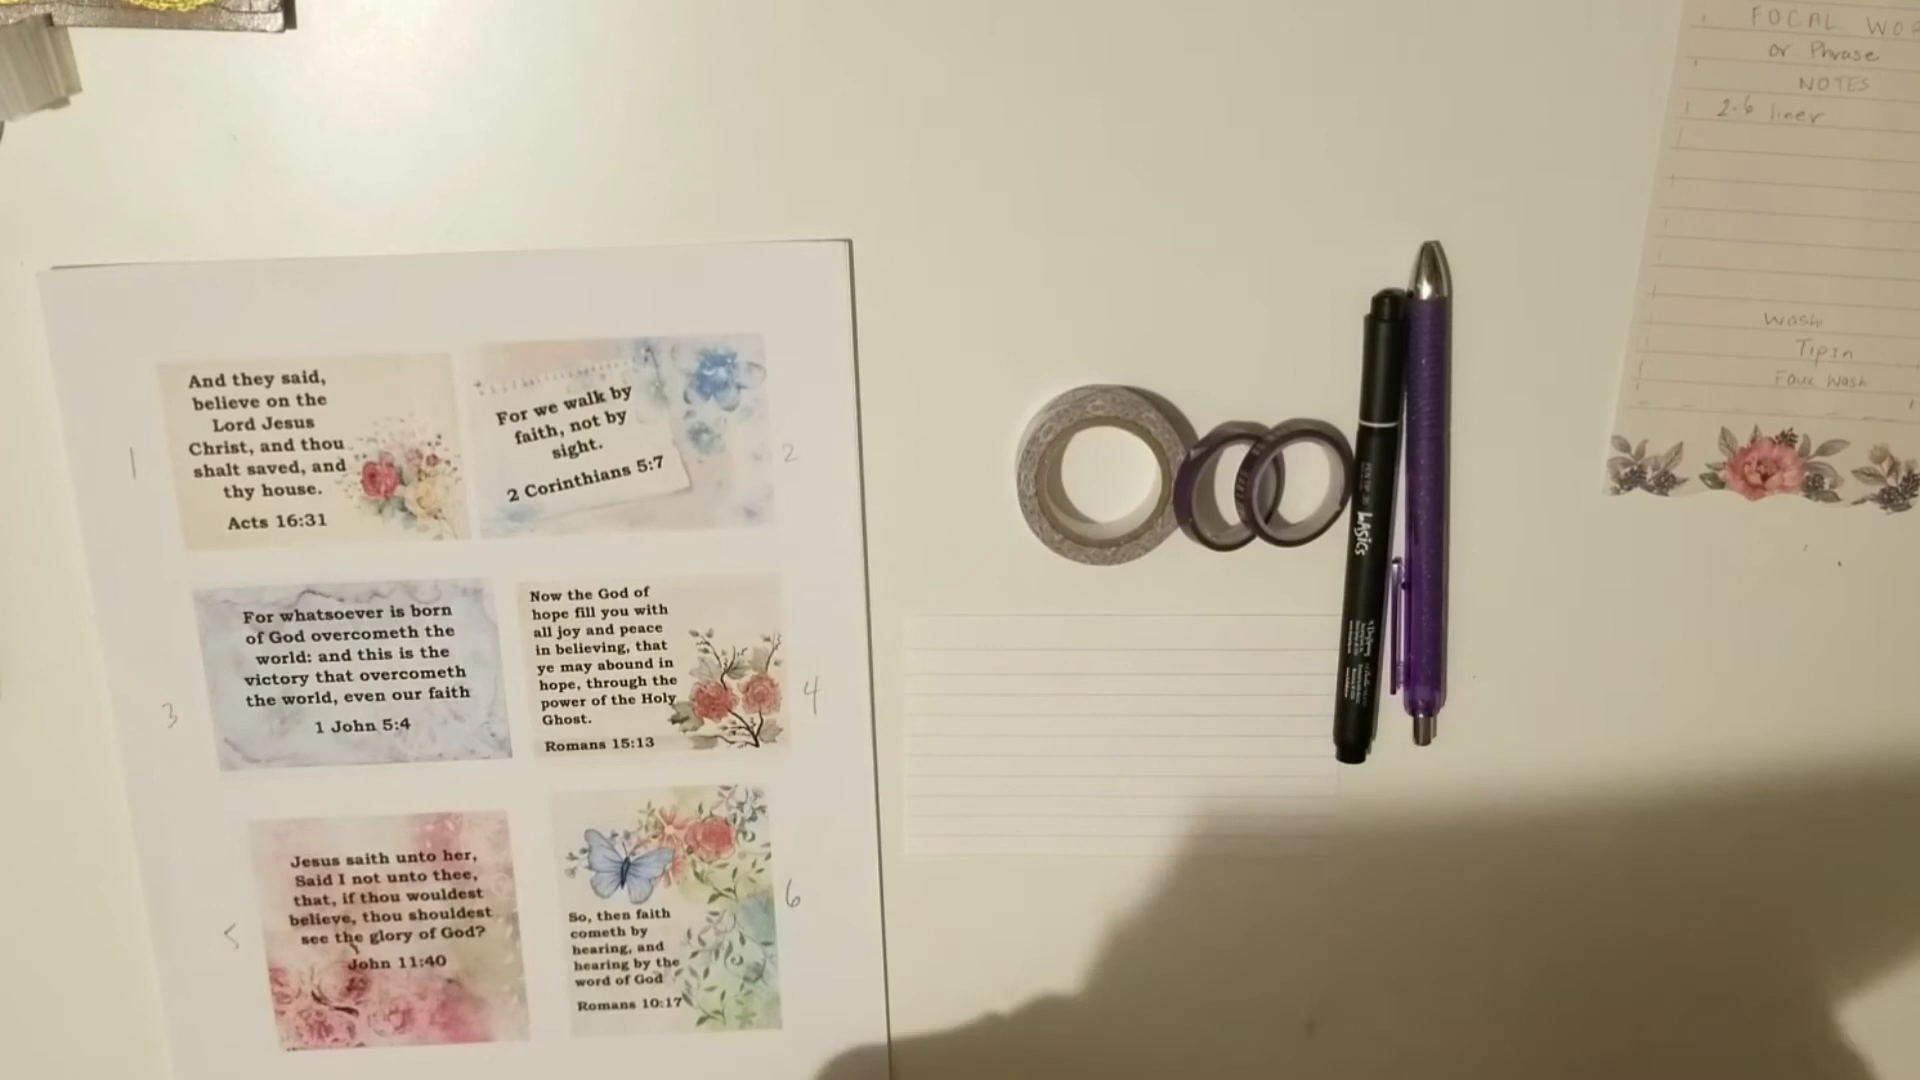 And they said,
believe on the
Lord Jesus
Christ, and thou
shalt saved, and
thy house.
Acts 16:31
1
For we walk by
faith, not by
sight.
2 Corinthians 5:7
2
For whatsoever is born
of God overcometh the
world: and this is the
victory that overcometh
the world, even our faith
1 John 5:4
3
Now the God of
hope fill you with
all joy and peace
in believing, that
ye may abound in
hope, through the
power of the Holy
Ghost.
Romans 15:13
4
Jesus saith unto her,
Said I not unto thee,
that, if thou wouldest
believe, thou shouldest
see the glory of God?
John 11:40
5
So, then faith
cometh by
hearing, and
hearing by the
word of God
Romans 10:17
6
FOCAL
or Phrase
NOTES
2.6 liner
Wash
Tip In
Wash